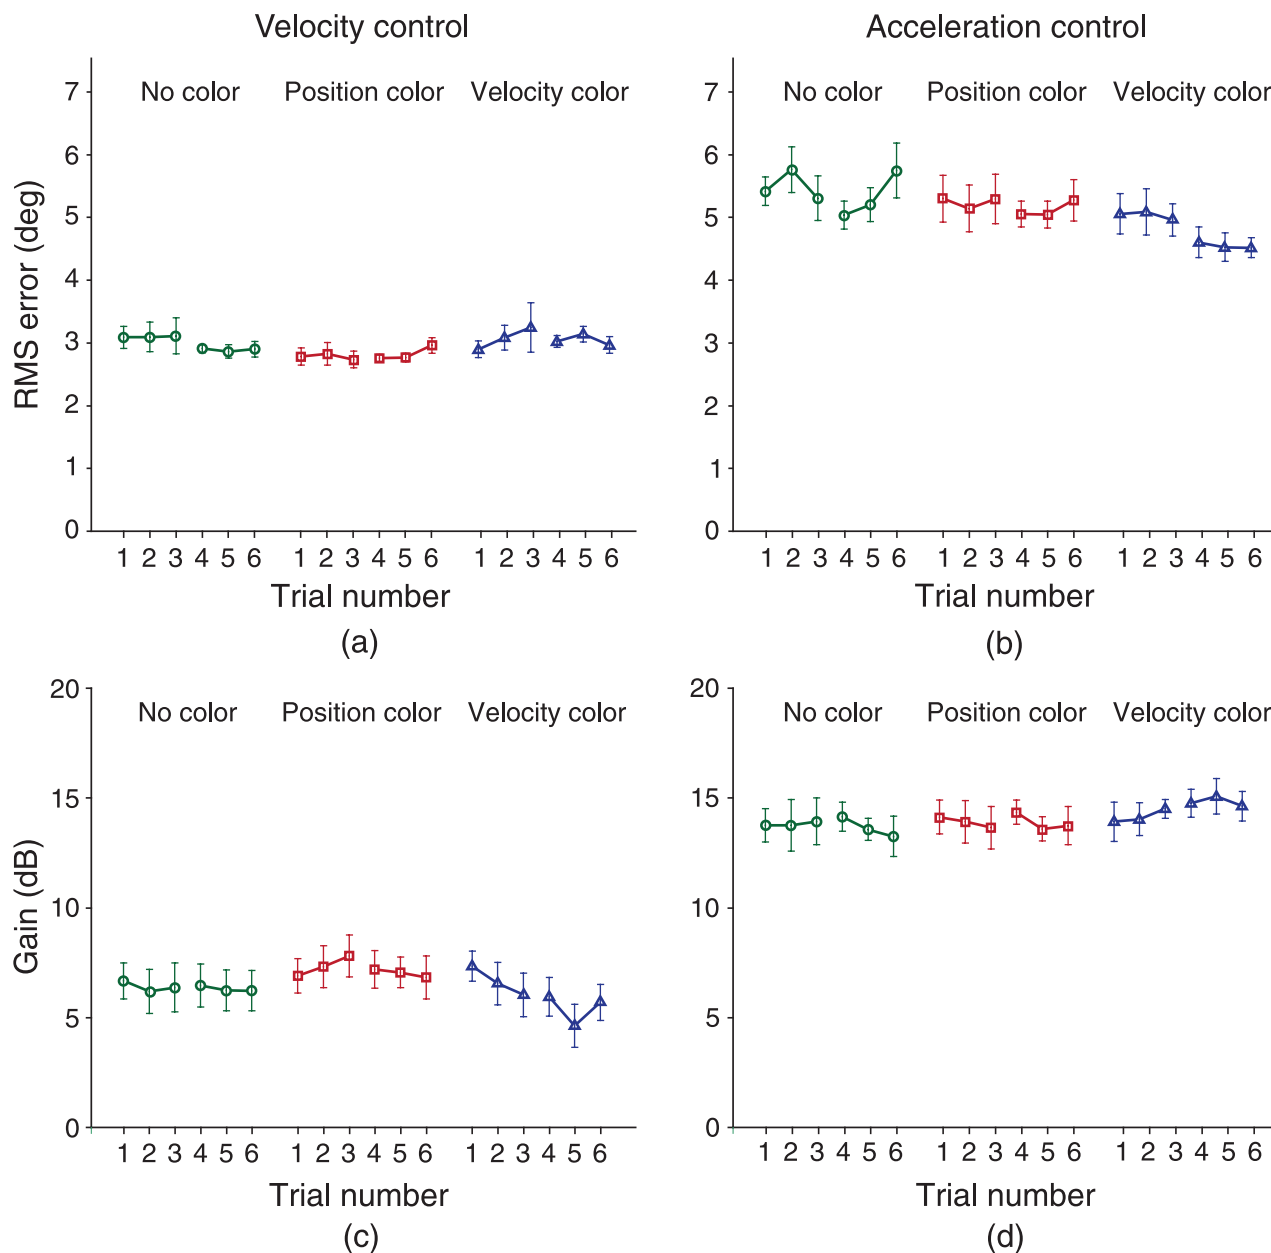 Velocity control
Acceleration control
No color Position color Velocity color
No color Position color Velocity color
RMS error (deg)
7
6
5
4
3
2
1
0
7
6
5
4
3
2
1
0
1 2 3 4 5 6 1 2 3 4 5 6 1 2 3 4 5 6
1 2 3 4 5 6 1 2 3 4 5 6 1 2 3 4 5 6
Trial number
Trial number
(a)
(b)
No color Position color Velocity color
No color Position color Velocity color
Gain (dB)
20
15
10
5
0
20
15
10
5
0
1 2 3 4 5 6 1 2 3 4 5 6 1 2 3 4 5 6
1 2 3 4 5 6 1 2 3 4 5 6 1 2 3 4 5 6
Trial number
Trial number
(c)
(d)